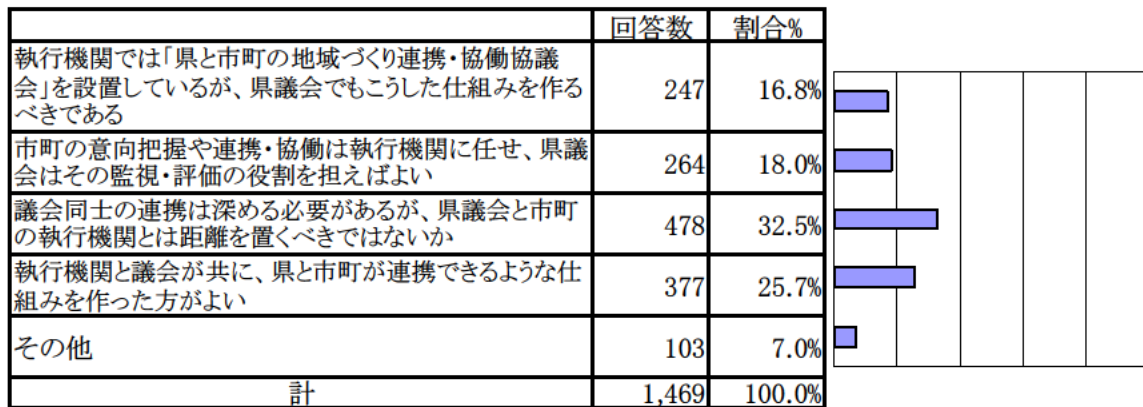 回答数 割合%
執行機関では「県と市町の地域づくり連携・協働協議
会」を設置しているが、県議会でもこうした仕組みを作る
べきである
247 16.8%
市町の意向把握や連携・協働は執行機関に任せ、県議
会はその監視・評価の役割を担えばよい
264 18.0%
議会同士の連携は深める必要があるが、県議会と市町
の執行機関とは距離を置くべきではないか
478 32.5%
執行機関と議会が共に、県と市町が連携できるような仕
組みを作った方がよい
377 25.7%
その他 103 7.0%
計 1,469 100.0%